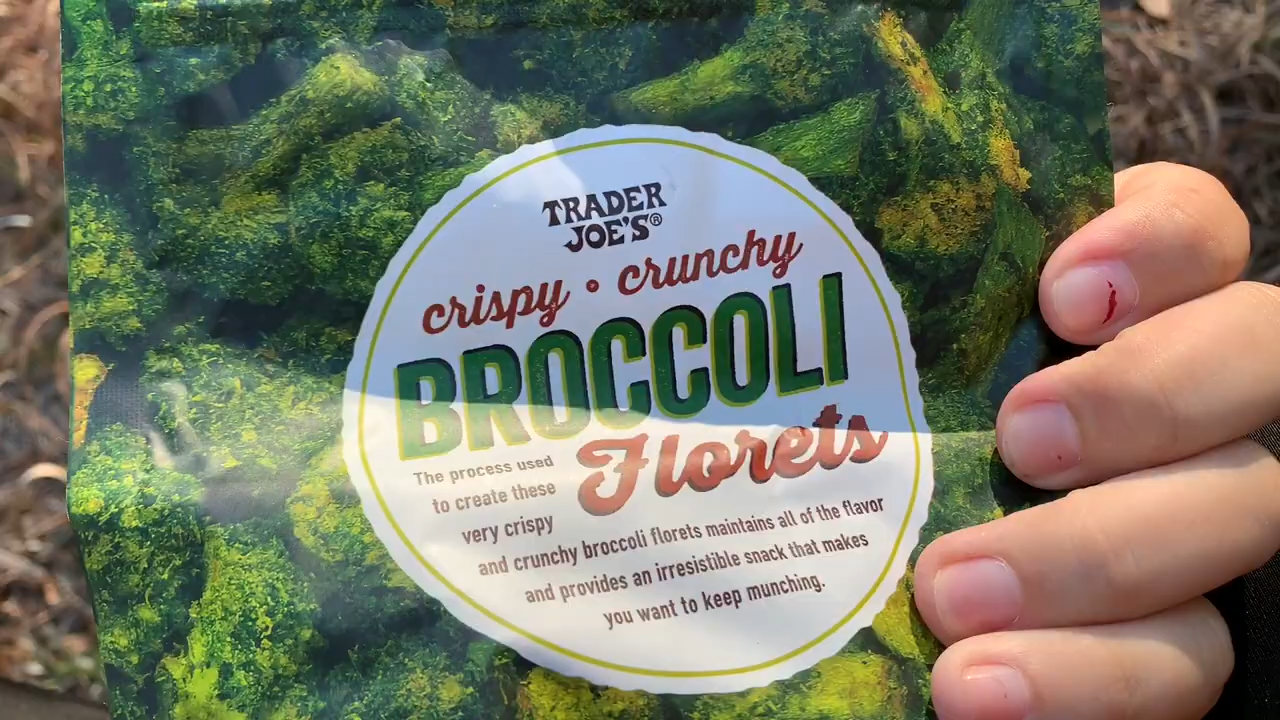 TRADER
JOE'S®
crispy • crunchy
BROCCOLI
Florets
The process used
to create these
very crispy
and crunchy broccoli florets maintains all of the flavor
and provides an irresistible snack that makes
you want to keep munching.